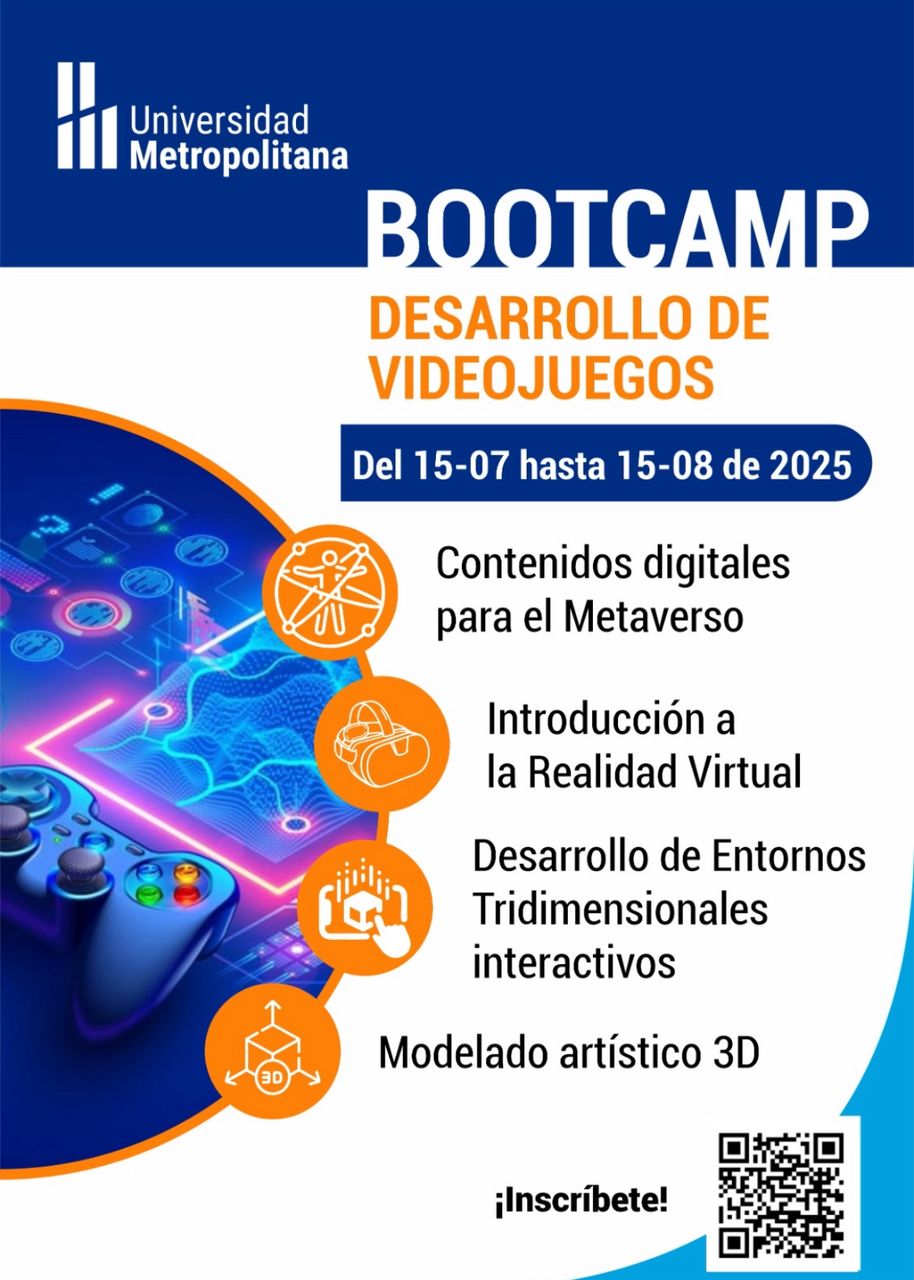 Universidad
Metropolitana
BOOTCAMP
DESARROLLO DE
VIDEOJUEGOS
Del 15-07 hasta 15-08 de 2025
Contenidos digitales
para el Metaverso
Introducción a
la Realidad Virtual
Desarrollo de Entornos
Tridimensionales
interactivos
3D
Modelado artístico 3D
¡Inscríbete!